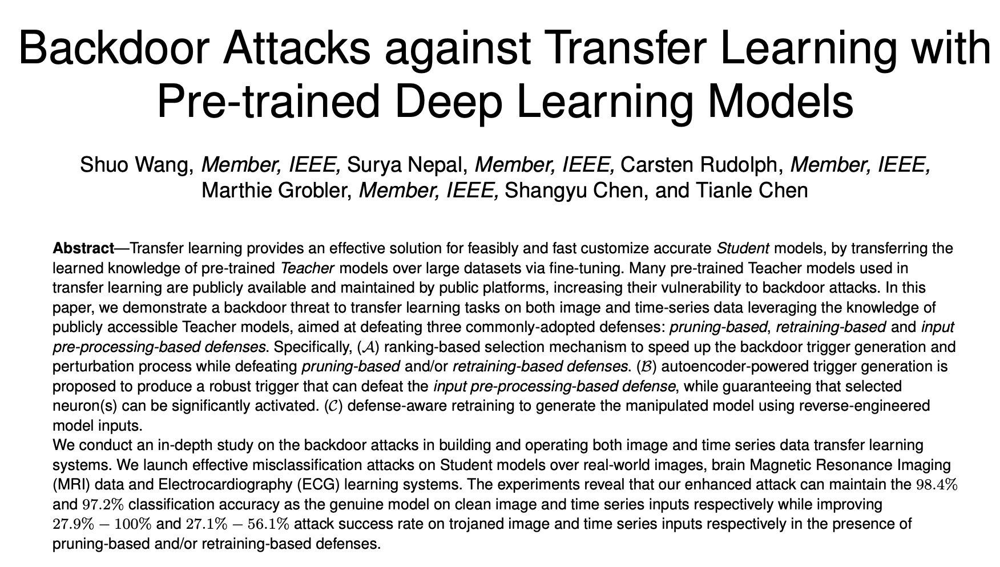 Backdoor Attacks against Transfer Learning with
Pre-trained Deep Learning Models
Shuo Wang, Member, IEEE, Surya Nepal, Member, IEEE, Carsten Rudolph, Member, IEEE,
Marthie Grobler, Member, IEEE, Shangyu Chen, and Tianle Chen
Abstract—Transfer learning provides an effective solution for feasibly and fast customize accurate Student models, by transferring the
learned knowledge of pre-trained Teacher models over large datasets via fine-tuning. Many pre-trained Teacher models used in
transfer learning are publicly available and maintained by public platforms, increasing their vulnerability to backdoor attacks. In this
paper, we demonstrate a backdoor threat to transfer learning tasks on both image and time-series data leveraging the knowledge of
publicly accessible Teacher models, aimed at defeating three commonly-adopted defenses: pruning-based, retraining-based and input
pre-processing-based defenses. Specifically, (𝒜) ranking-based selection mechanism to speed up the backdoor trigger generation and
perturbation process while defeating pruning-based and/or retraining-based defenses. (ℬ) autoencoder-powered trigger generation is
proposed to produce a robust trigger that can defeat the input pre-processing-based defense, while guaranteeing that selected
neuron(s) can be significantly activated. (𝒞) defense-aware retraining to generate the manipulated model using reverse-engineered
model inputs.
We conduct an in-depth study on the backdoor attacks in building and operating both image and time series data transfer learning
systems. We launch effective misclassification attacks on Student models over real-world images, brain Magnetic Resonance Imaging
(MRI) data and Electrocardiography (ECG) learning systems. The experiments reveal that our enhanced attack can maintain the 98.4%
and 97.2% classification accuracy as the genuine model on clean image and time series inputs respectively while improving
27.9% − 100% and 27.1% − 56.1% attack success rate on trojaned image and time series inputs respectively in the presence of
pruning-based and/or retraining-based defenses.